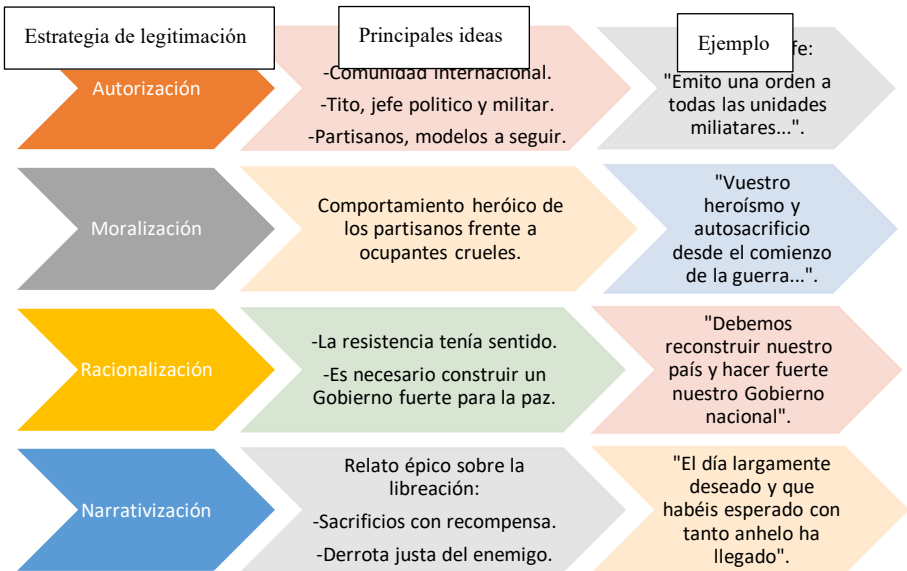 Estrategia de legitimación
Principales ideas
Ejemplo
Autorización
-Comunidad internacional.
-Tito, jefe politico y militar.
-Partisanos, modelos a seguir.
fe:
"Emito una orden a
todas las unidades
miliatares...".
Moralización
Comportamiento heróico de
los partisanos frente a
ocupantes crueles.
"Vuestro
heroísmo y
autosacrificio
desde el comienzo
de la guerra...".
Racionalización
-La resistencia tenía sentido.
-Es necesario construir un
Gobierno fuerte para la paz.
"Debemos
reconstruir nuestro
país y hacer fuerte
nuestro Gobierno
nacional".
Narrativización
Relato épico sobre la
libreación:
-Sacrificios con recompensa.
-Derrota justa del enemigo.
"El día largamente
deseado y que
habéis esperado con
tanto anhelo ha
llegado".